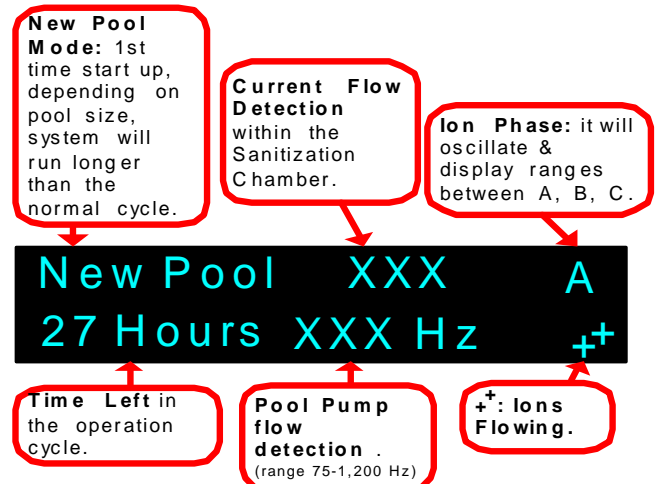 New Pool
Mode: 1st
time start up,
depending on
pool size,
system will
run longer
than the
normal cycle.
Current Flow
Detection
within the
Sanitization
Chamber.
Ion Phase: it will
oscillate &
display ranges
between A, B, C.
New Pool XXX A
27 Hours XXX Hz ++
Time Left in
the operation
cycle.
Pool Pump
flow
detection .
(range 75-1,200 Hz)
++: Ions
Flowing.